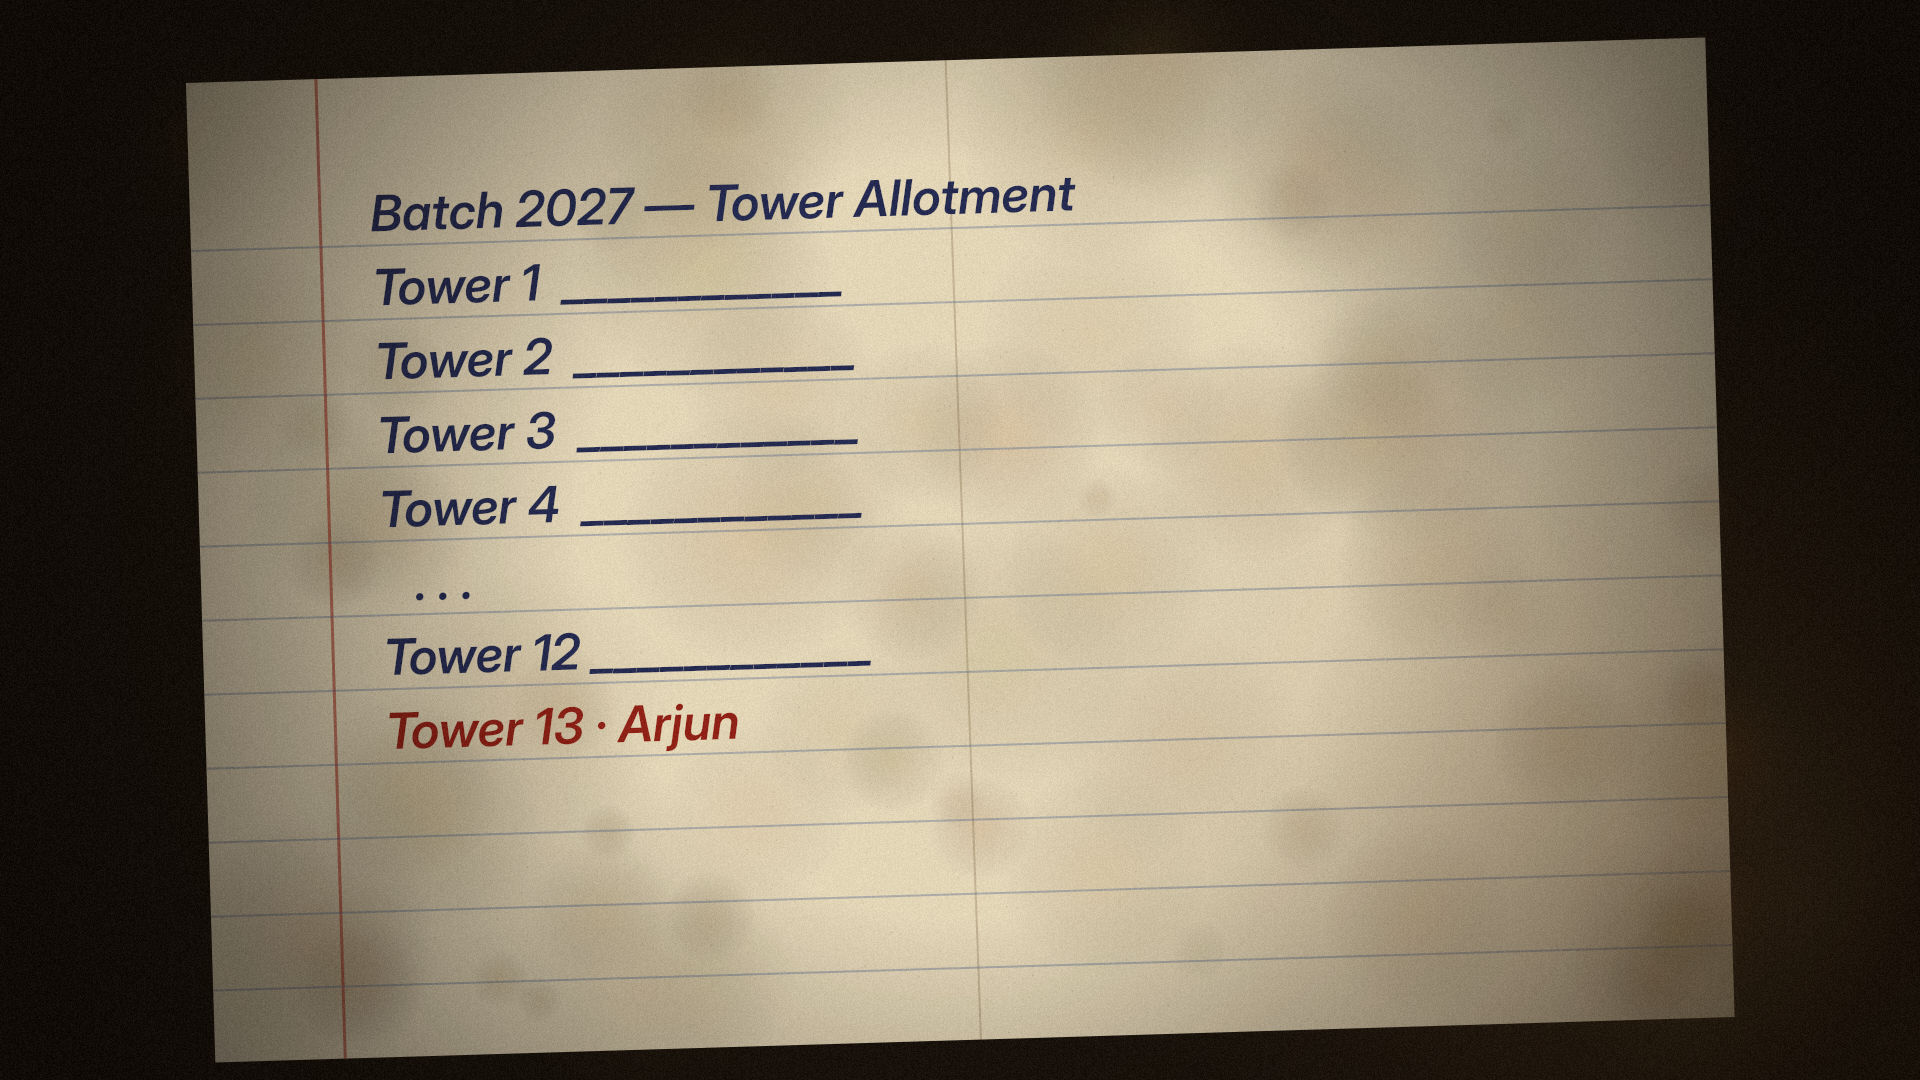 Batch 2027 — Tower Allotment
Tower 1 ____________
Tower 2 ____________
Tower 3 ____________
Tower 4 ____________
...
Tower 12 ____________
Tower 13 · Arjun